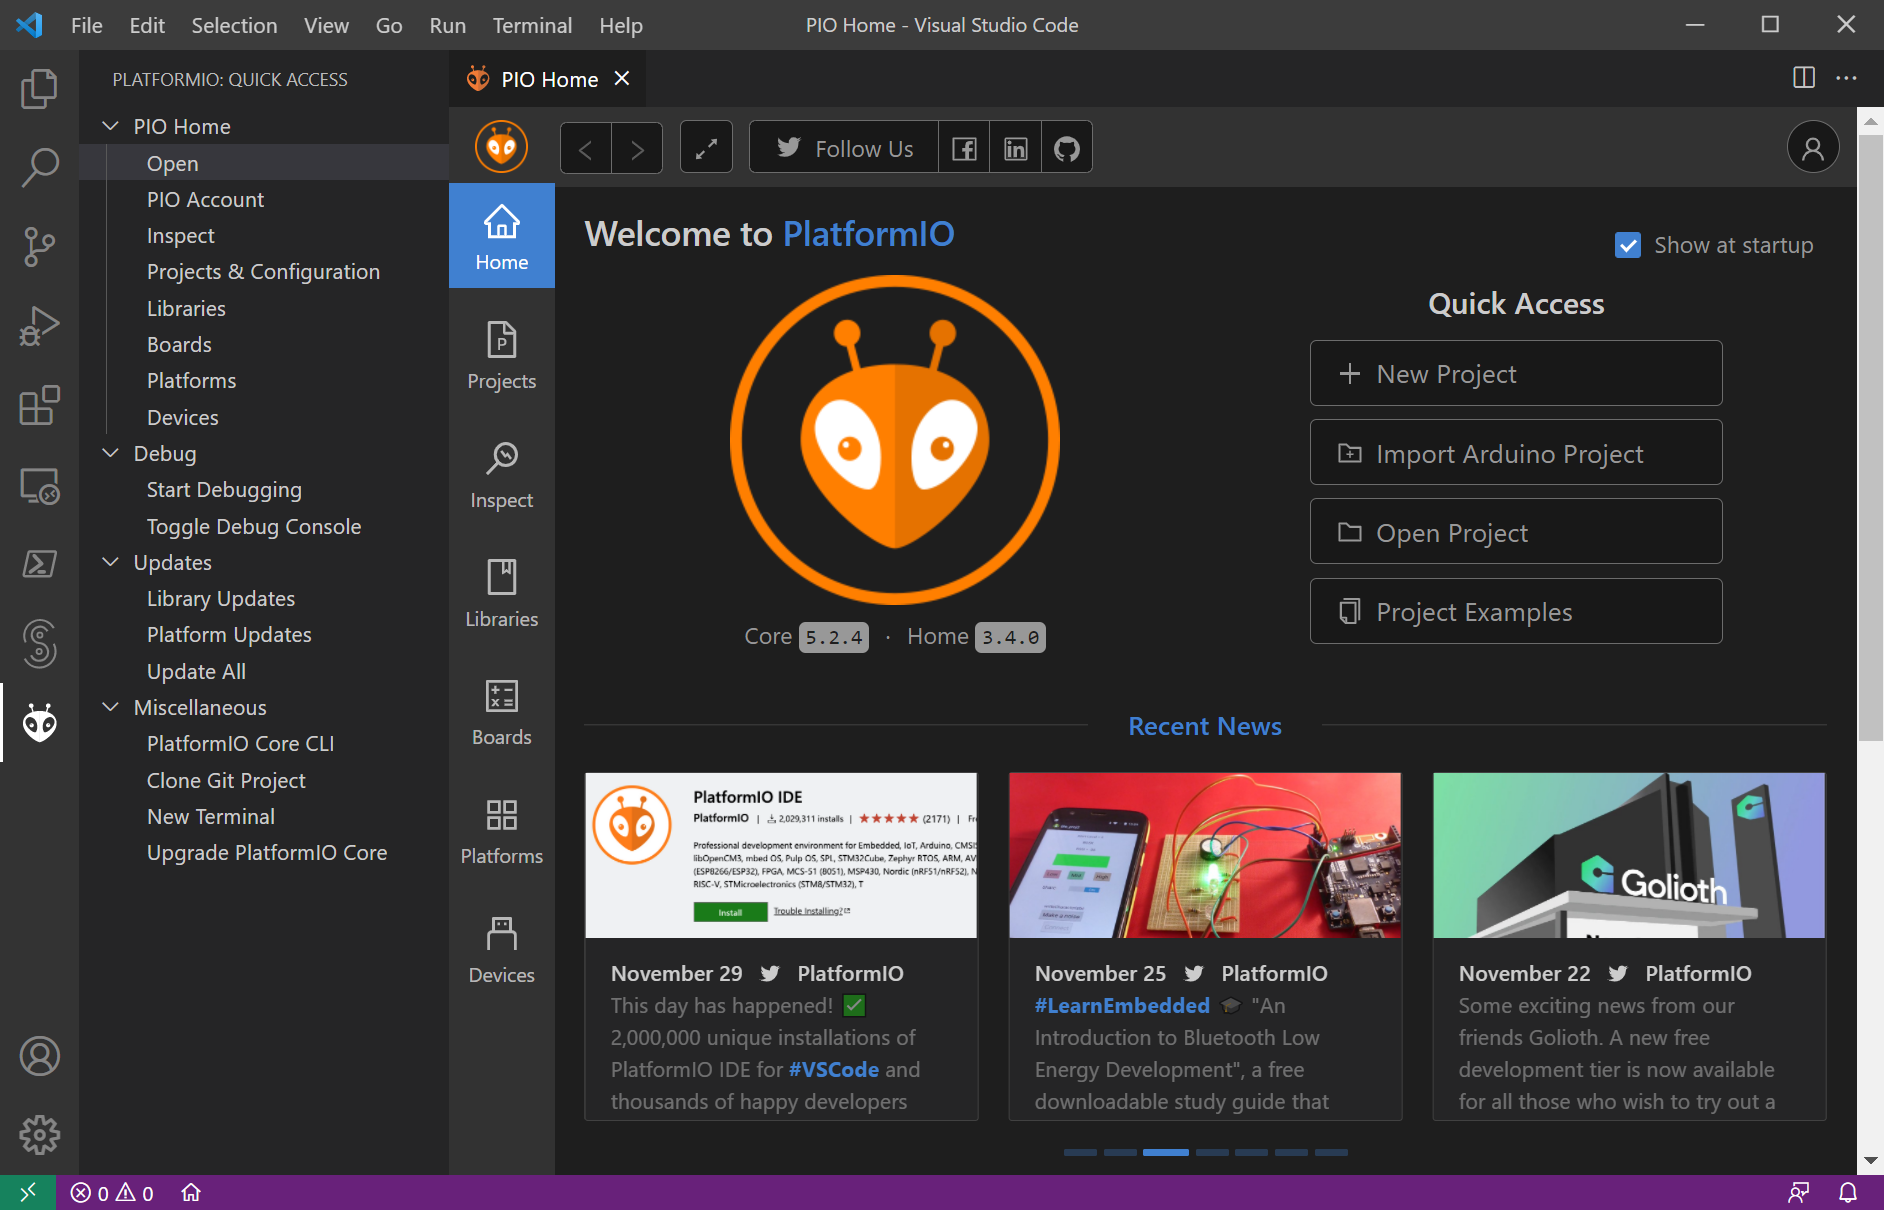 File Edit Selection View Go Run Terminal Help
PIO Home - Visual Studio Code
PLATFORMIO: QUICK ACCESS
PIO Home
Open
PIO Account
Inspect
Projects & Configuration
Libraries
Boards
Platforms
Devices
Debug
Start Debugging
Toggle Debug Console
Updates
Library Updates
Platform Updates
Update All
Miscellaneous
PlatformIO Core CLI
Clone Git Project
New Terminal
Upgrade PlatformIO Core
PIO Home
Follow Us
Home
Projects
Inspect
Libraries
Boards
Platforms
Devices
Welcome to PlatformIO
Show at startup
Core 5.2.4 · Home 3.4.0
Quick Access
New Project
Import Arduino Project
Open Project
Project Examples
Recent News
PlatformIO IDE
PlatformIO | 2,029,311 installs | ★★★★★ (2171) | Fr
Professional development environment for Embedded, IoT, Arduino, CMSIS
libOpenCM3, mbed OS, Pulp OS, SPL, STM32Cube, Zephyr RTOS, ARM, AV
(ESP8266/ESP32), FPGA, MCS-51 (8051), MSP430, Nordic (nRF51/nRF52), N
RISC-V, STMicroelectronics (STM8/STM32), T
Install Trouble Installing?
November 29 PlatformIO
This day has happened! ✅
2,000,000 unique installations of
PlatformIO IDE for #VSCode and
thousands of happy developers
November 25 PlatformIO
#LearnEmbedded 🎓 "An
Introduction to Bluetooth Low
Energy Development", a free
downloadable study guide that
Golioth
November 22 PlatformIO
Some exciting news from our
friends Golioth. A new free
development tier is now available
for all those who wish to try out a
0 0